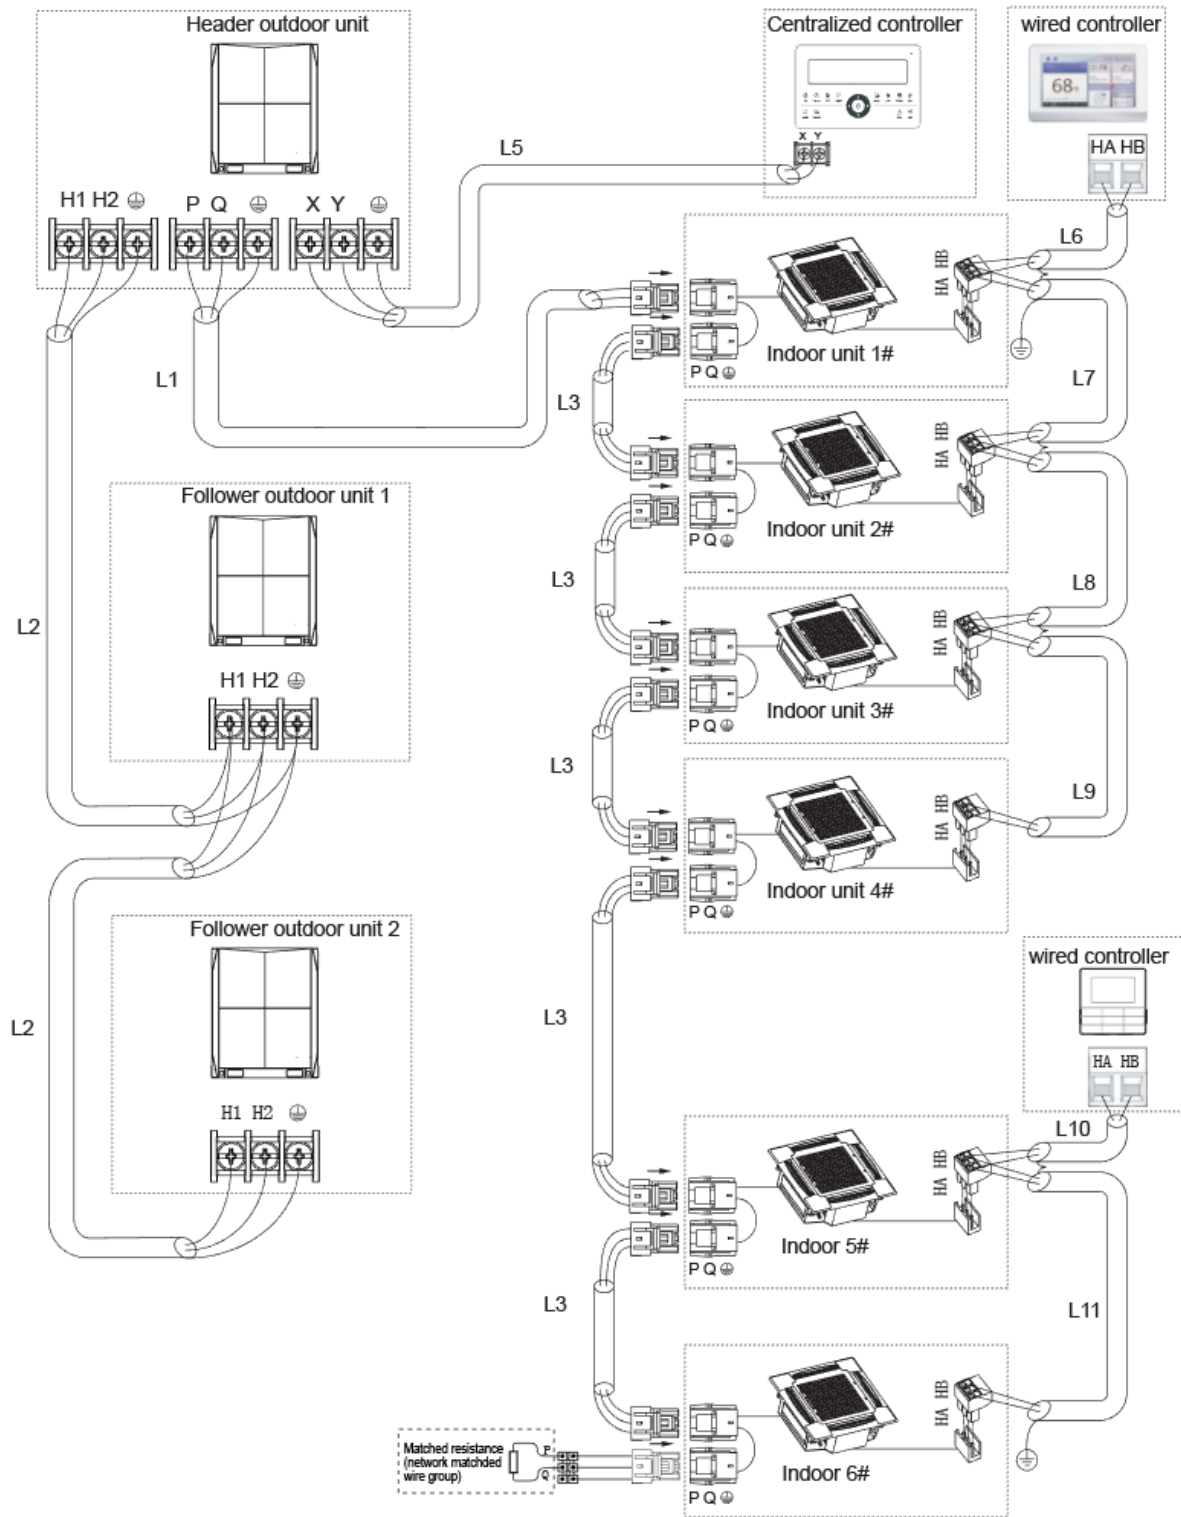 Header outdoor unit
Centralized controller
wired controller
68
X Y
HA HB
L5
H1 H2
P Q
X Y
L6
HA HB
Indoor unit 1#
P Q
L1
L3
L7
HA HB
Follower outdoor unit 1
Indoor unit 2#
P Q
L3
L8
L2
HA HB
H1 H2
Indoor unit 3#
P Q
L3
L9
HA HB
Indoor unit 4#
P Q
Follower outdoor unit 2
wired controller
L2
L3
HA HB
H1 H2
L10
HA HB
Indoor 5#
P Q
L3
L11
HA HB
Matched resistance
(network matchded
wire group)
P
Q
Indoor 6#
P Q